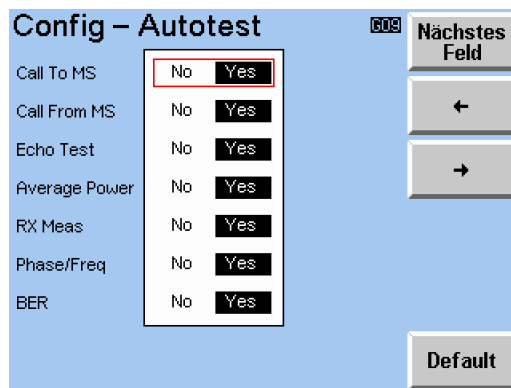 Config – Autotest
G09
Nächstes
Feld
Call To MS No Yes
Call From MS No Yes
←
Echo Test No Yes
→
Average Power No Yes
RX Meas No Yes
Phase/Freq No Yes
BER No Yes
Default